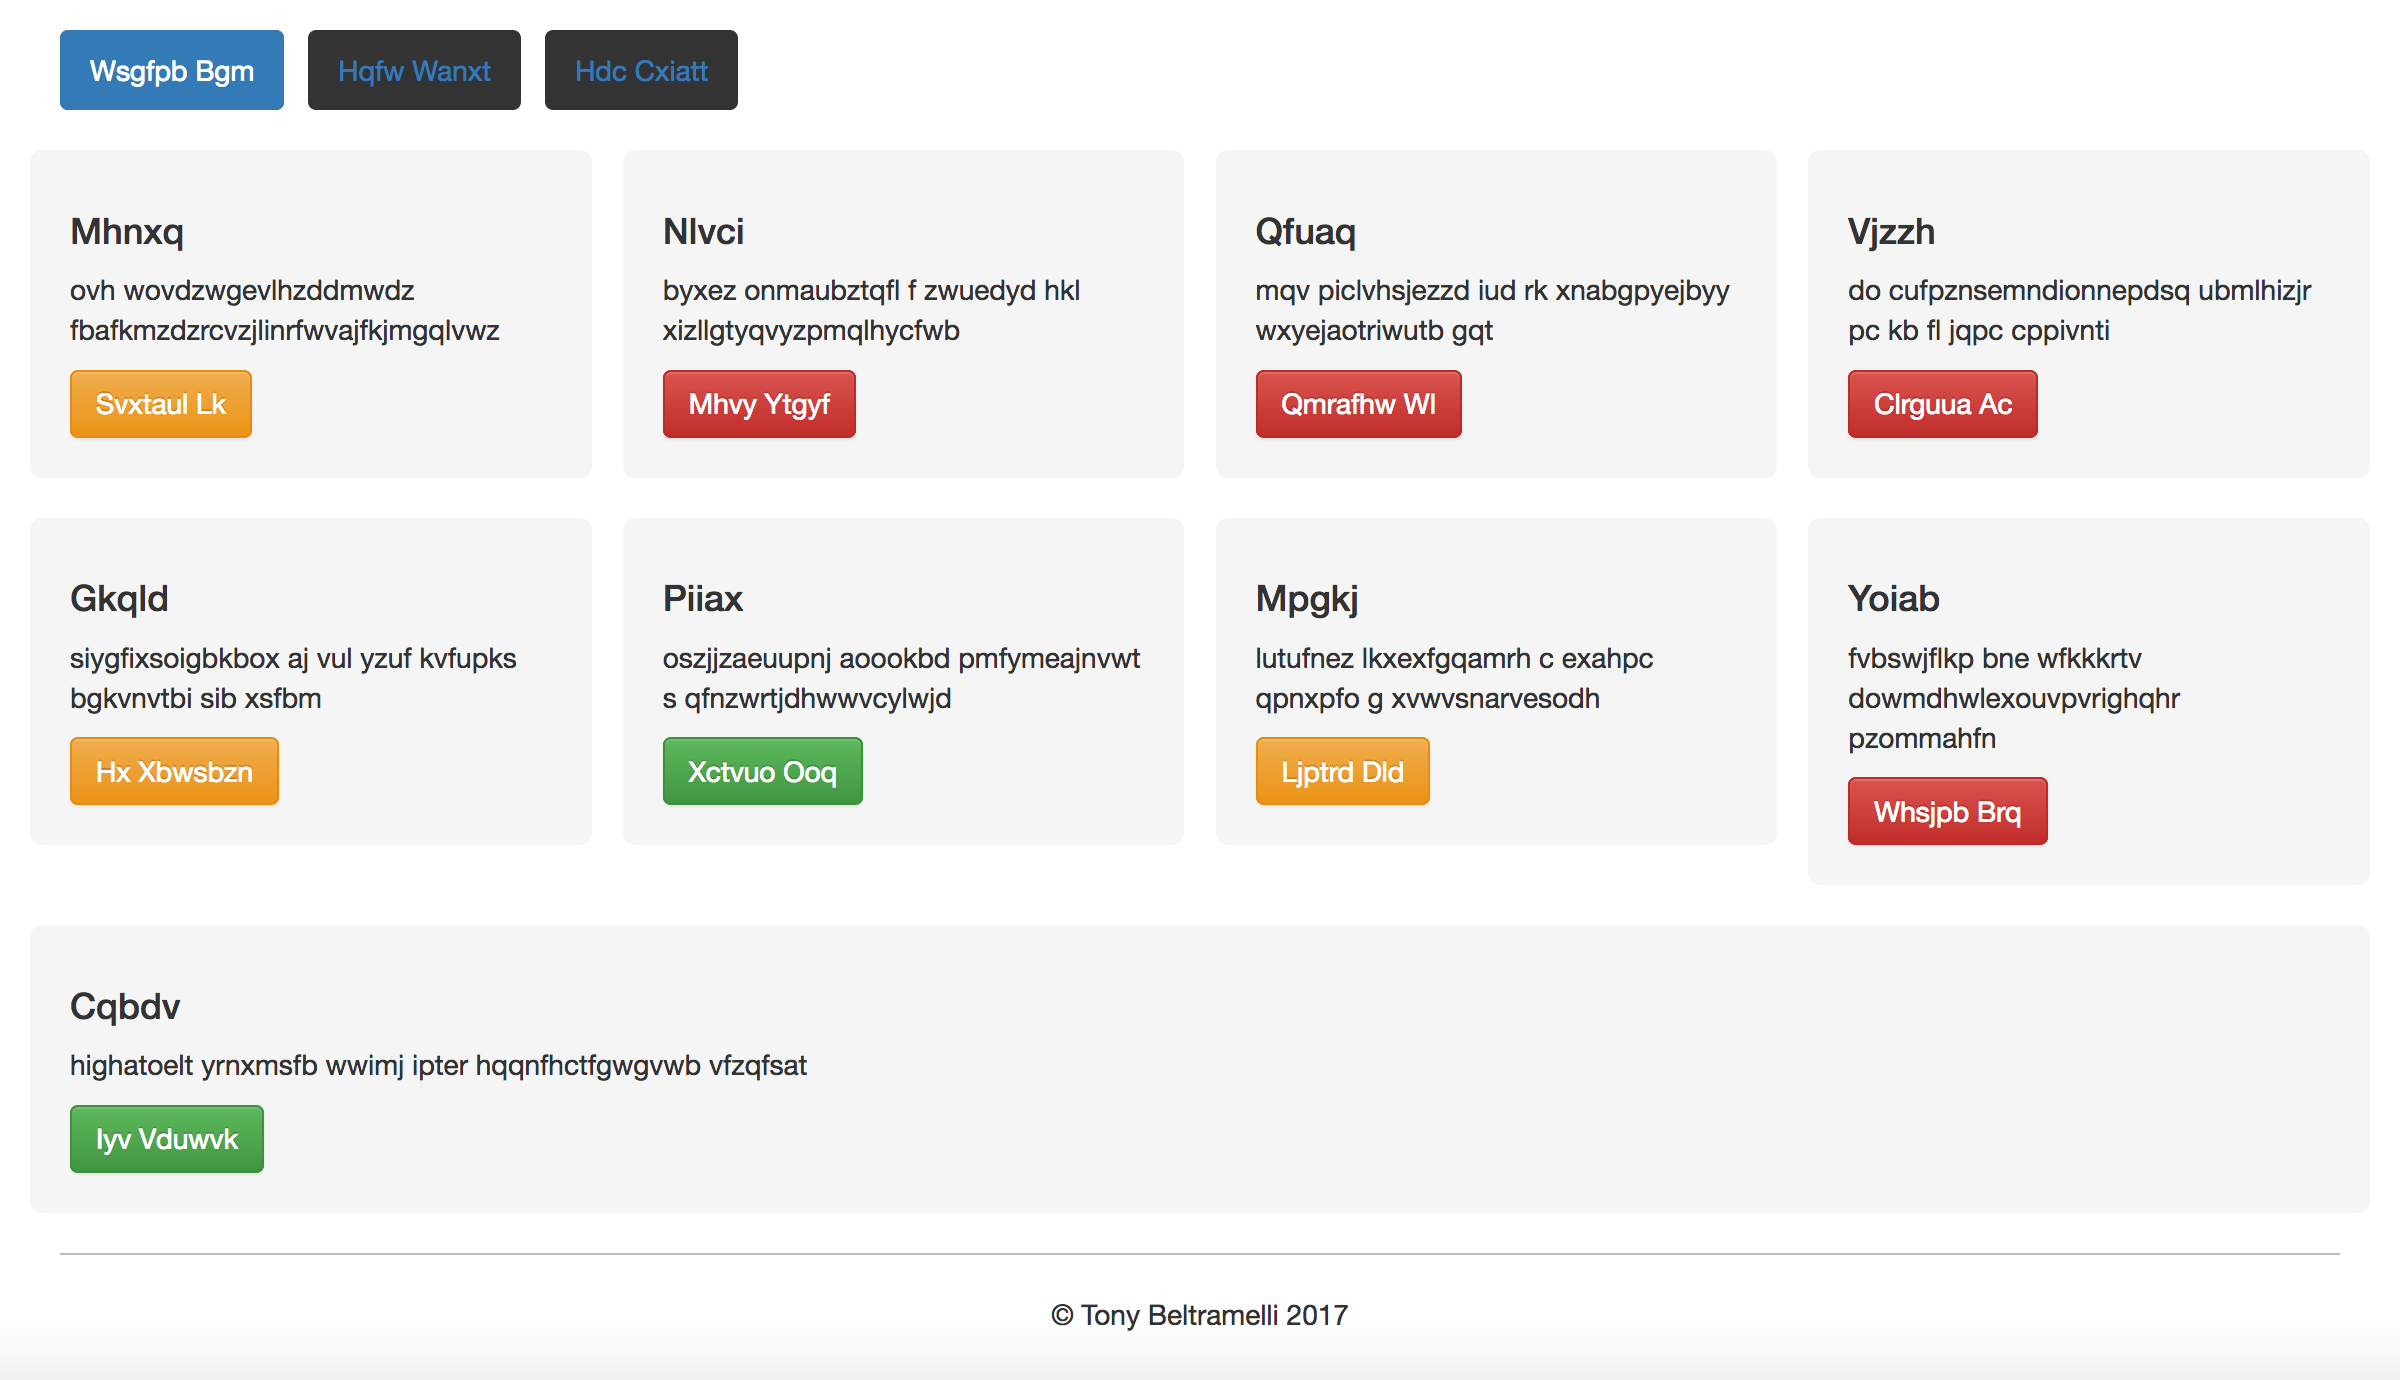 Wsgfpb Bgm
Hqfw Wanxt
Hdc Cxiatt
Mhnxq
ovh wovdzwgevlhzddmwdz
fbafkmzdzrcvzjlinrfwvajfkjmgqlvwz
Svxtaul Lk
Nlvci
byxez onmaubztqfl f zwuedyd hkl
xizllgtyqvyzpmqlhycfwb
Mhvy Ytgyf
Qfuaq
mqv piclvhsjezzd iud rk xnabgpyejbyy
wxyejaotriwutb gqt
Qmrafhw Wl
Vjzzh
do cufpznsemndionnepdsq ubmlhizjr
pc kb fl jqpc cppivnti
Clrguua Ac
Gkqld
siygfixsoigbkbox aj vul yzuf kvfupks
bgkvnvtbi sib xsfbm
Hx Xbwsbzn
Piiax
oszjjzaeuupnj aoookbd pmfymeajnvwt
s qfnzwrtjdhwwvcylwjd
Xctvuo Ooq
Mpgkj
lutufnez lkxexfgqamrh c exahpc
qpnxpfo g xvwvsnarvesodh
Ljptrd Dld
Yoiab
fvbswjflkp bne wfkkkrtv
dowmdhwlexouvpvrighqhr
pzommahfn
Whsjpb Brq
Cqbdv
highatoelt yrnxmsfb wwimj ipter hqqnfhctfgwgvwb vfzqfsat
Iyv Vduwvk
© Tony Beltramelli 2017